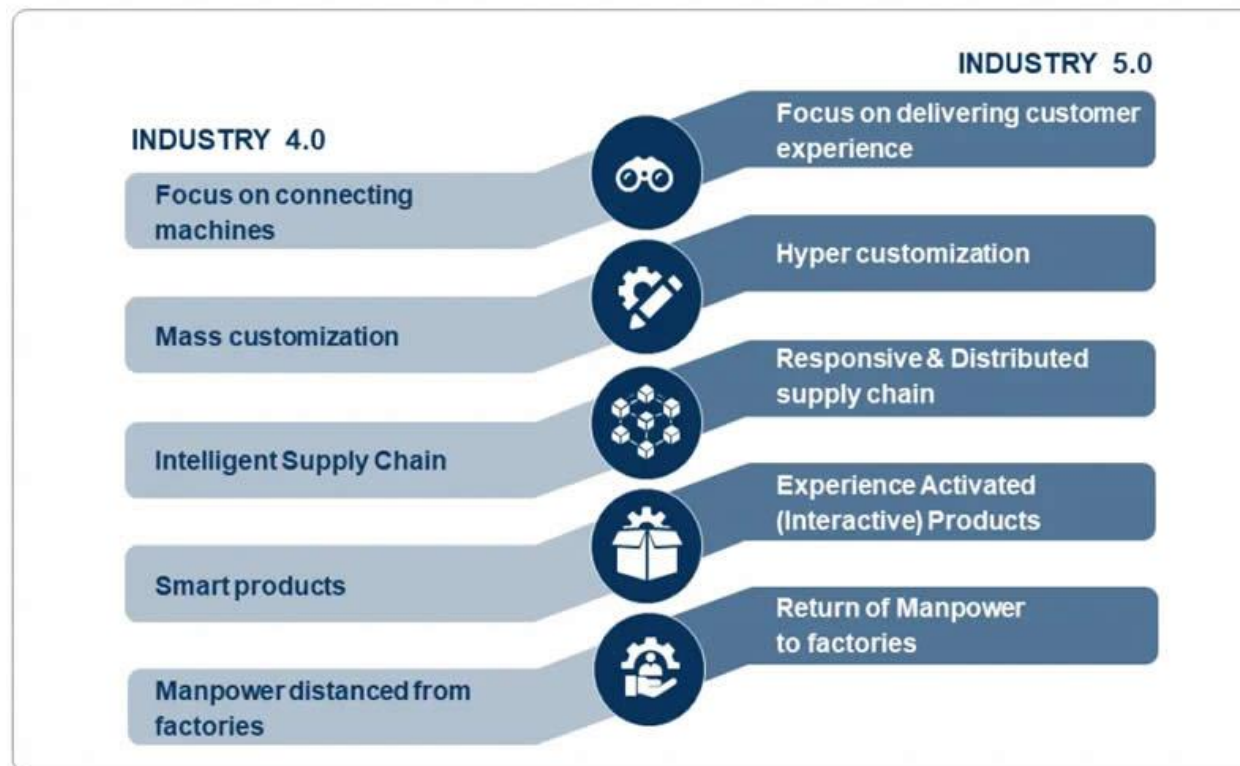 INDUSTRY 5.0
Focus on delivering customer
experience
INDUSTRY 4.0
Focus on connecting
machines
Hyper customization
Mass customization
Responsive & Distributed
supply chain
Intelligent Supply Chain
Experience Activated
(Interactive) Products
Smart products
Return of Manpower
to factories
Manpower distanced from
factories